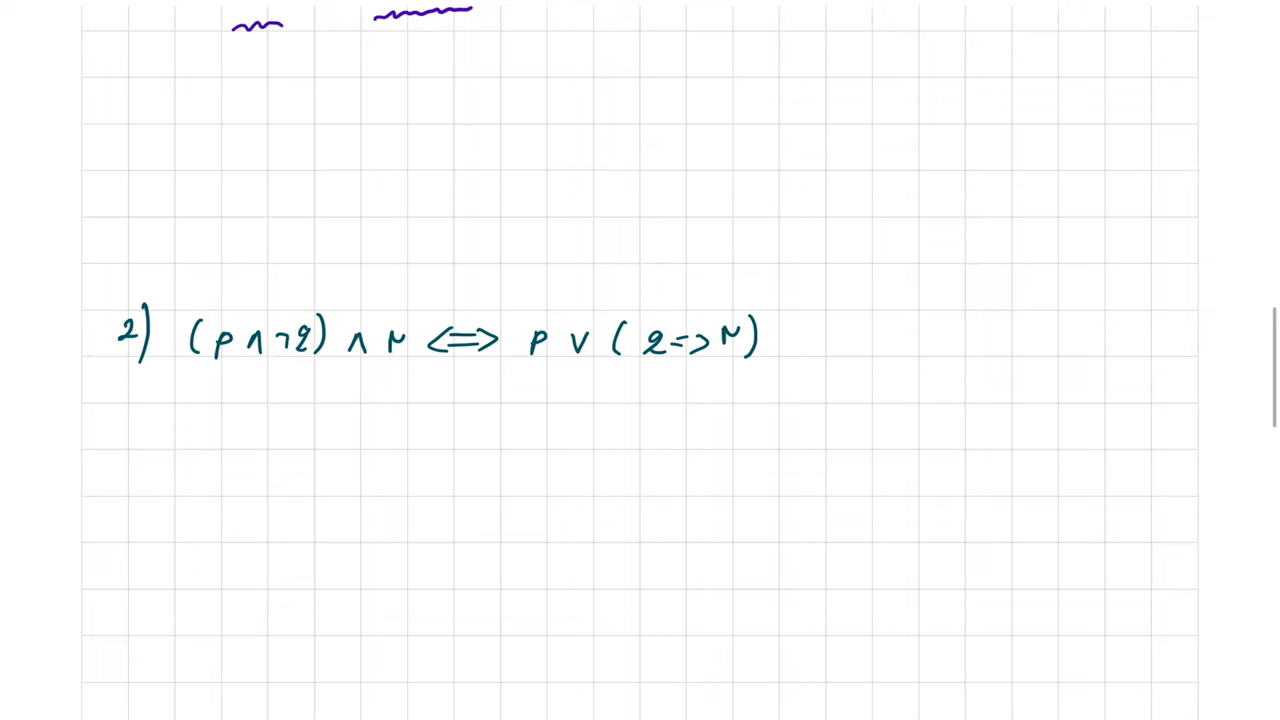 2) (p ∧ ¬q) ∧ r <=> p ∨ (q => r)